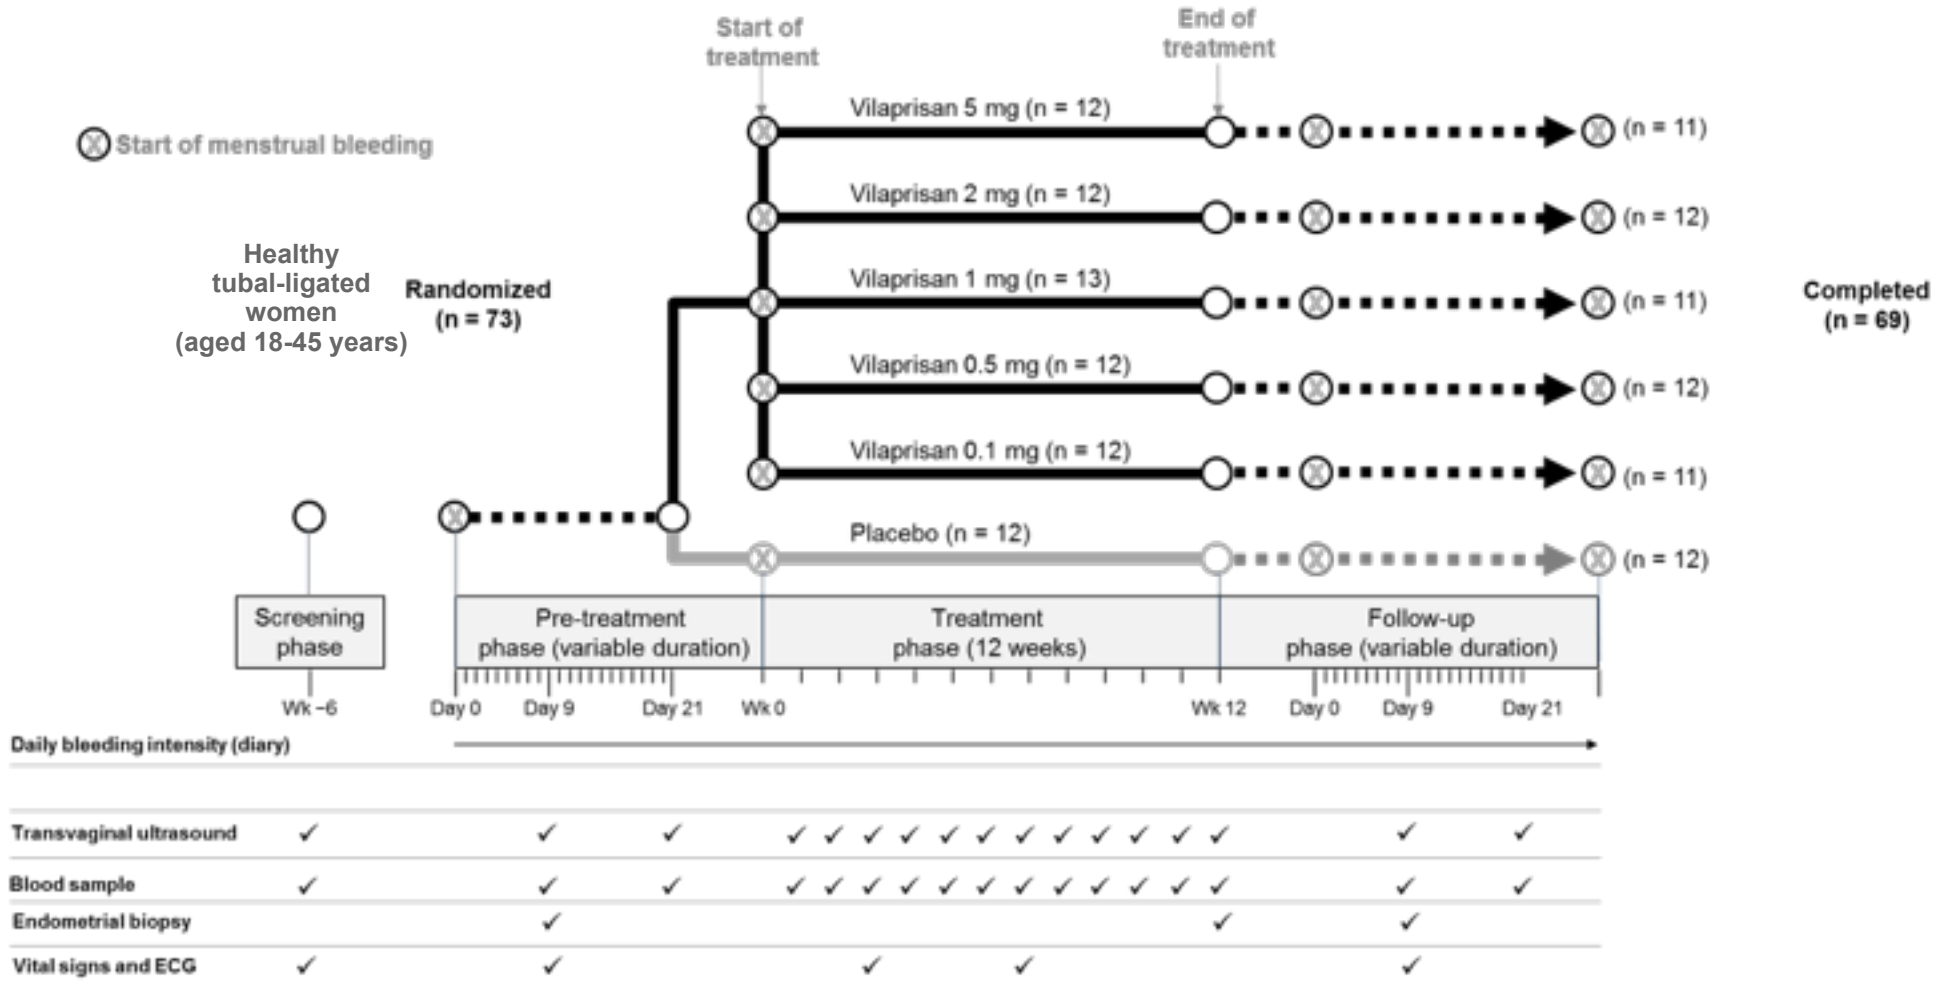 Start of
treatment
End of
treatment
Start of menstrual bleeding
Vilaprisan 5 mg (n = 12)
(n = 11)
Vilaprisan 2 mg (n = 12)
(n = 12)
Healthy
tubal-ligated
women
(aged 18-45 years)
Randomized
(n = 73)
Vilaprisan 1 mg (n = 13)
(n = 11)
Completed
(n = 69)
Vilaprisan 0.5 mg (n = 12)
(n = 12)
Vilaprisan 0.1 mg (n = 12)
(n = 11)
Placebo (n = 12)
(n = 12)
Screening
phase
Pre-treatment
phase (variable duration)
Treatment
phase (12 weeks)
Follow-up
phase (variable duration)
Wk −6
Day 0
Day 9
Day 21
Wk 0
Wk 12
Day 0
Day 9
Day 21
Daily bleeding intensity (diary)
Transvaginal ultrasound
Blood sample
Endometrial biopsy
Vital signs and ECG